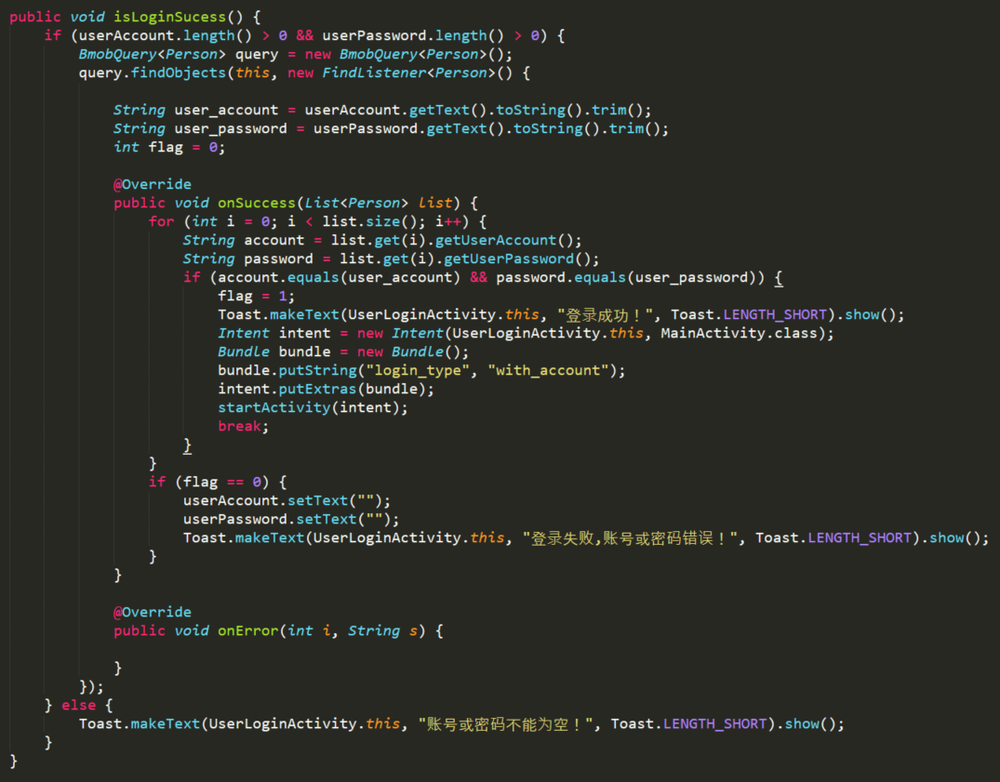 public void isLoginSucess() {
if (userAccount.length() > 0 && userPassword.length() > 0) {
BmobQuery<Person> query = new BmobQuery<Person>();
query.findObjects(this, new FindListener<Person>() {
String user_account = userAccount.getText().toString().trim();
String user_password = userPassword.getText().toString().trim();
int flag = 0;
@Override
public void onSuccess(List<Person> list) {
for (int i = 0; i < list.size(); i++) {
String account = list.get(i).getUserAccount();
String password = list.get(i).getUserPassword();
if (account.equals(user_account) && password.equals(user_password)) {
flag = 1;
Toast.makeText(UserLoginActivity.this, "登录成功！", Toast.LENGTH_SHORT).show();
Intent intent = new Intent(UserLoginActivity.this, MainActivity.class);
Bundle bundle = new Bundle();
bundle.putString("login_type", "with_account");
intent.putExtras(bundle);
startActivity(intent);
break;
}
}
if (flag == 0) {
userAccount.setText("");
userPassword.setText("");
Toast.makeText(UserLoginActivity.this, "登录失败,账号或密码错误！", Toast.LENGTH_SHORT).show();
}
}
@Override
public void onError(int i, String s) {
}
});
} else {
Toast.makeText(UserLoginActivity.this, "账号或密码不能为空！", Toast.LENGTH_SHORT).show();
}
}